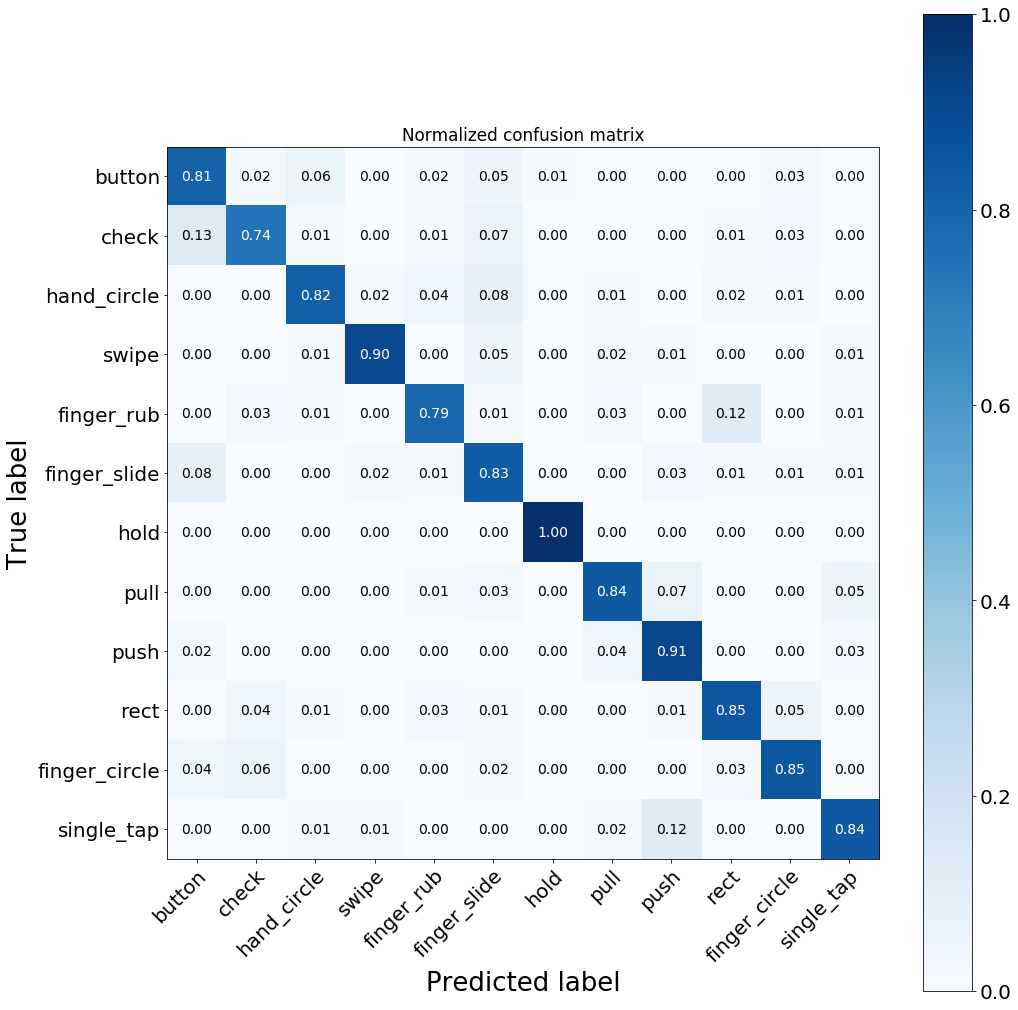 Normalized confusion matrix
button 0.81 0.02 0.06 0.00 0.02 0.05 0.01 0.00 0.00 0.00 0.03 0.00
check 0.13 0.74 0.01 0.00 0.01 0.07 0.00 0.00 0.00 0.01 0.03 0.00
hand_circle 0.00 0.00 0.82 0.02 0.04 0.08 0.00 0.01 0.00 0.02 0.01 0.00
swipe 0.00 0.00 0.01 0.90 0.00 0.05 0.00 0.02 0.01 0.00 0.00 0.01
finger_rub 0.00 0.03 0.01 0.00 0.79 0.01 0.00 0.03 0.00 0.12 0.00 0.01
finger_slide 0.08 0.00 0.00 0.02 0.01 0.83 0.00 0.00 0.03 0.01 0.01 0.01
hold 0.00 0.00 0.00 0.00 0.00 0.00 1.00 0.00 0.00 0.00 0.00 0.00
pull 0.00 0.00 0.00 0.00 0.01 0.03 0.00 0.84 0.07 0.00 0.00 0.05
push 0.02 0.00 0.00 0.00 0.00 0.00 0.00 0.04 0.91 0.00 0.00 0.03
rect 0.00 0.04 0.01 0.00 0.03 0.01 0.00 0.00 0.01 0.85 0.05 0.00
finger_circle 0.04 0.06 0.00 0.00 0.00 0.02 0.00 0.00 0.00 0.03 0.85 0.00
single_tap 0.00 0.00 0.01 0.01 0.00 0.00 0.00 0.02 0.12 0.00 0.00 0.84
button check hand_circle swipe finger_rub finger_slide hold pull push rect finger_circle single_tap
Predicted label
True label
1.0
0.8
0.6
0.4
0.2
0.0